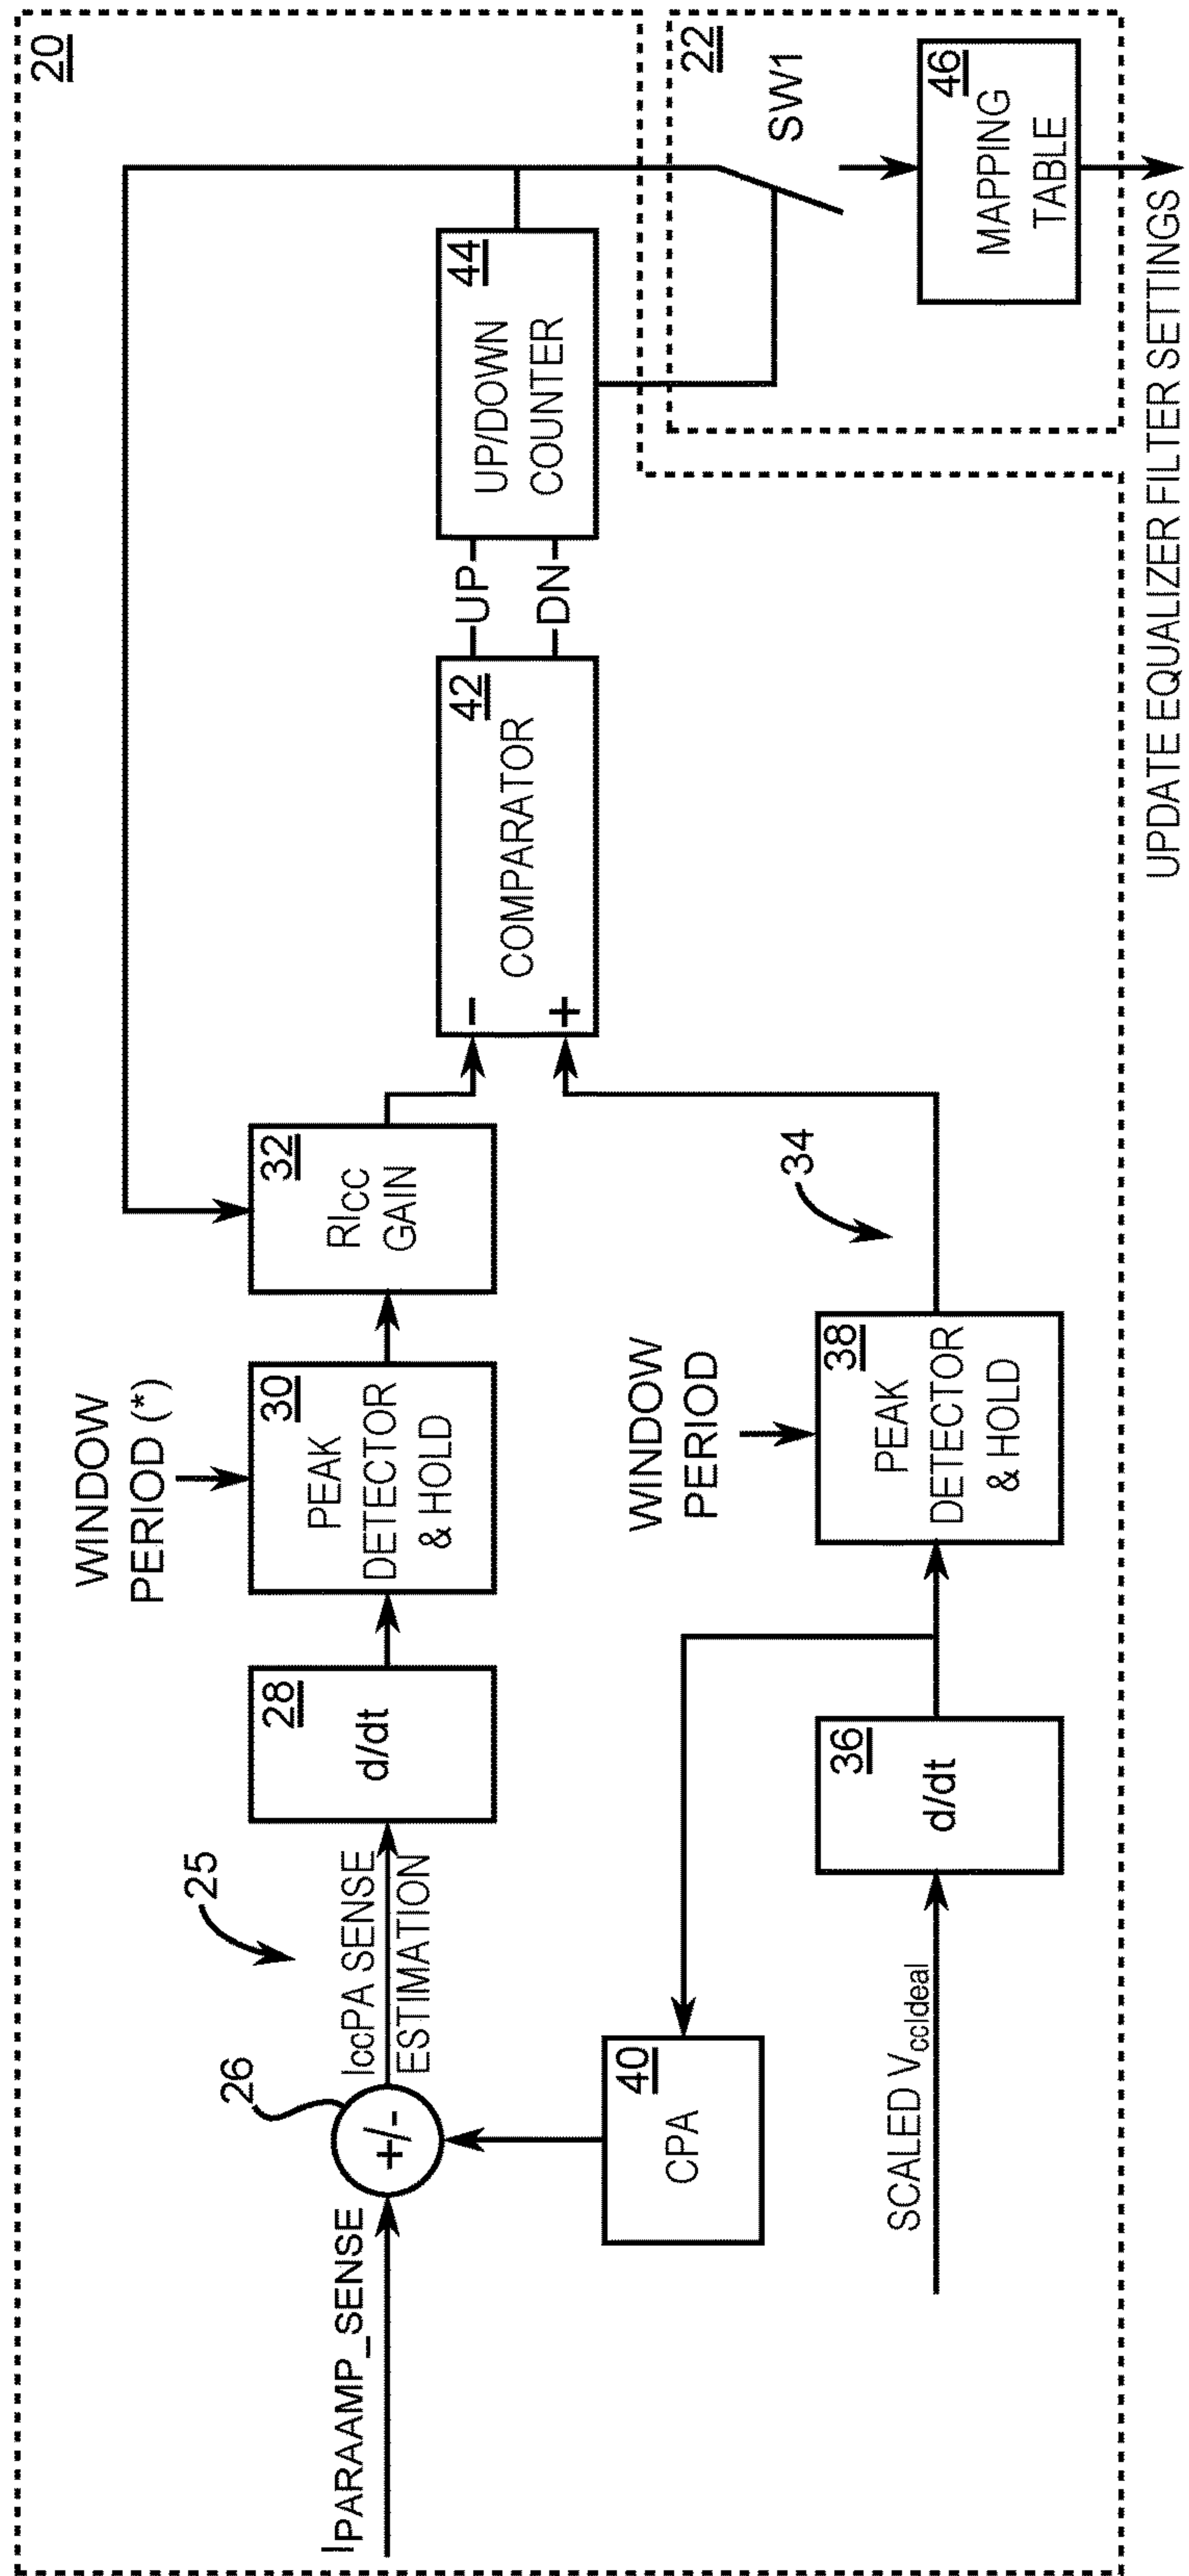 20
25
26
IPARAAMP_SENSE
IccPA SENSE
ESTIMATION
28
d/dt
WINDOW
PERIOD (*)
30
PEAK
DETECTOR
& HOLD
32
RICC
GAIN
40
CPA
SCALED VccIdeal
36
d/dt
WINDOW
PERIOD
38
PEAK
DETECTOR
& HOLD
34
42
COMPARATOR
-
+
UP
DN
44
UP/DOWN
COUNTER
22
SW1
46
MAPPING
TABLE
+/-
UPDATE EQUALIZER FILTER SETTINGS